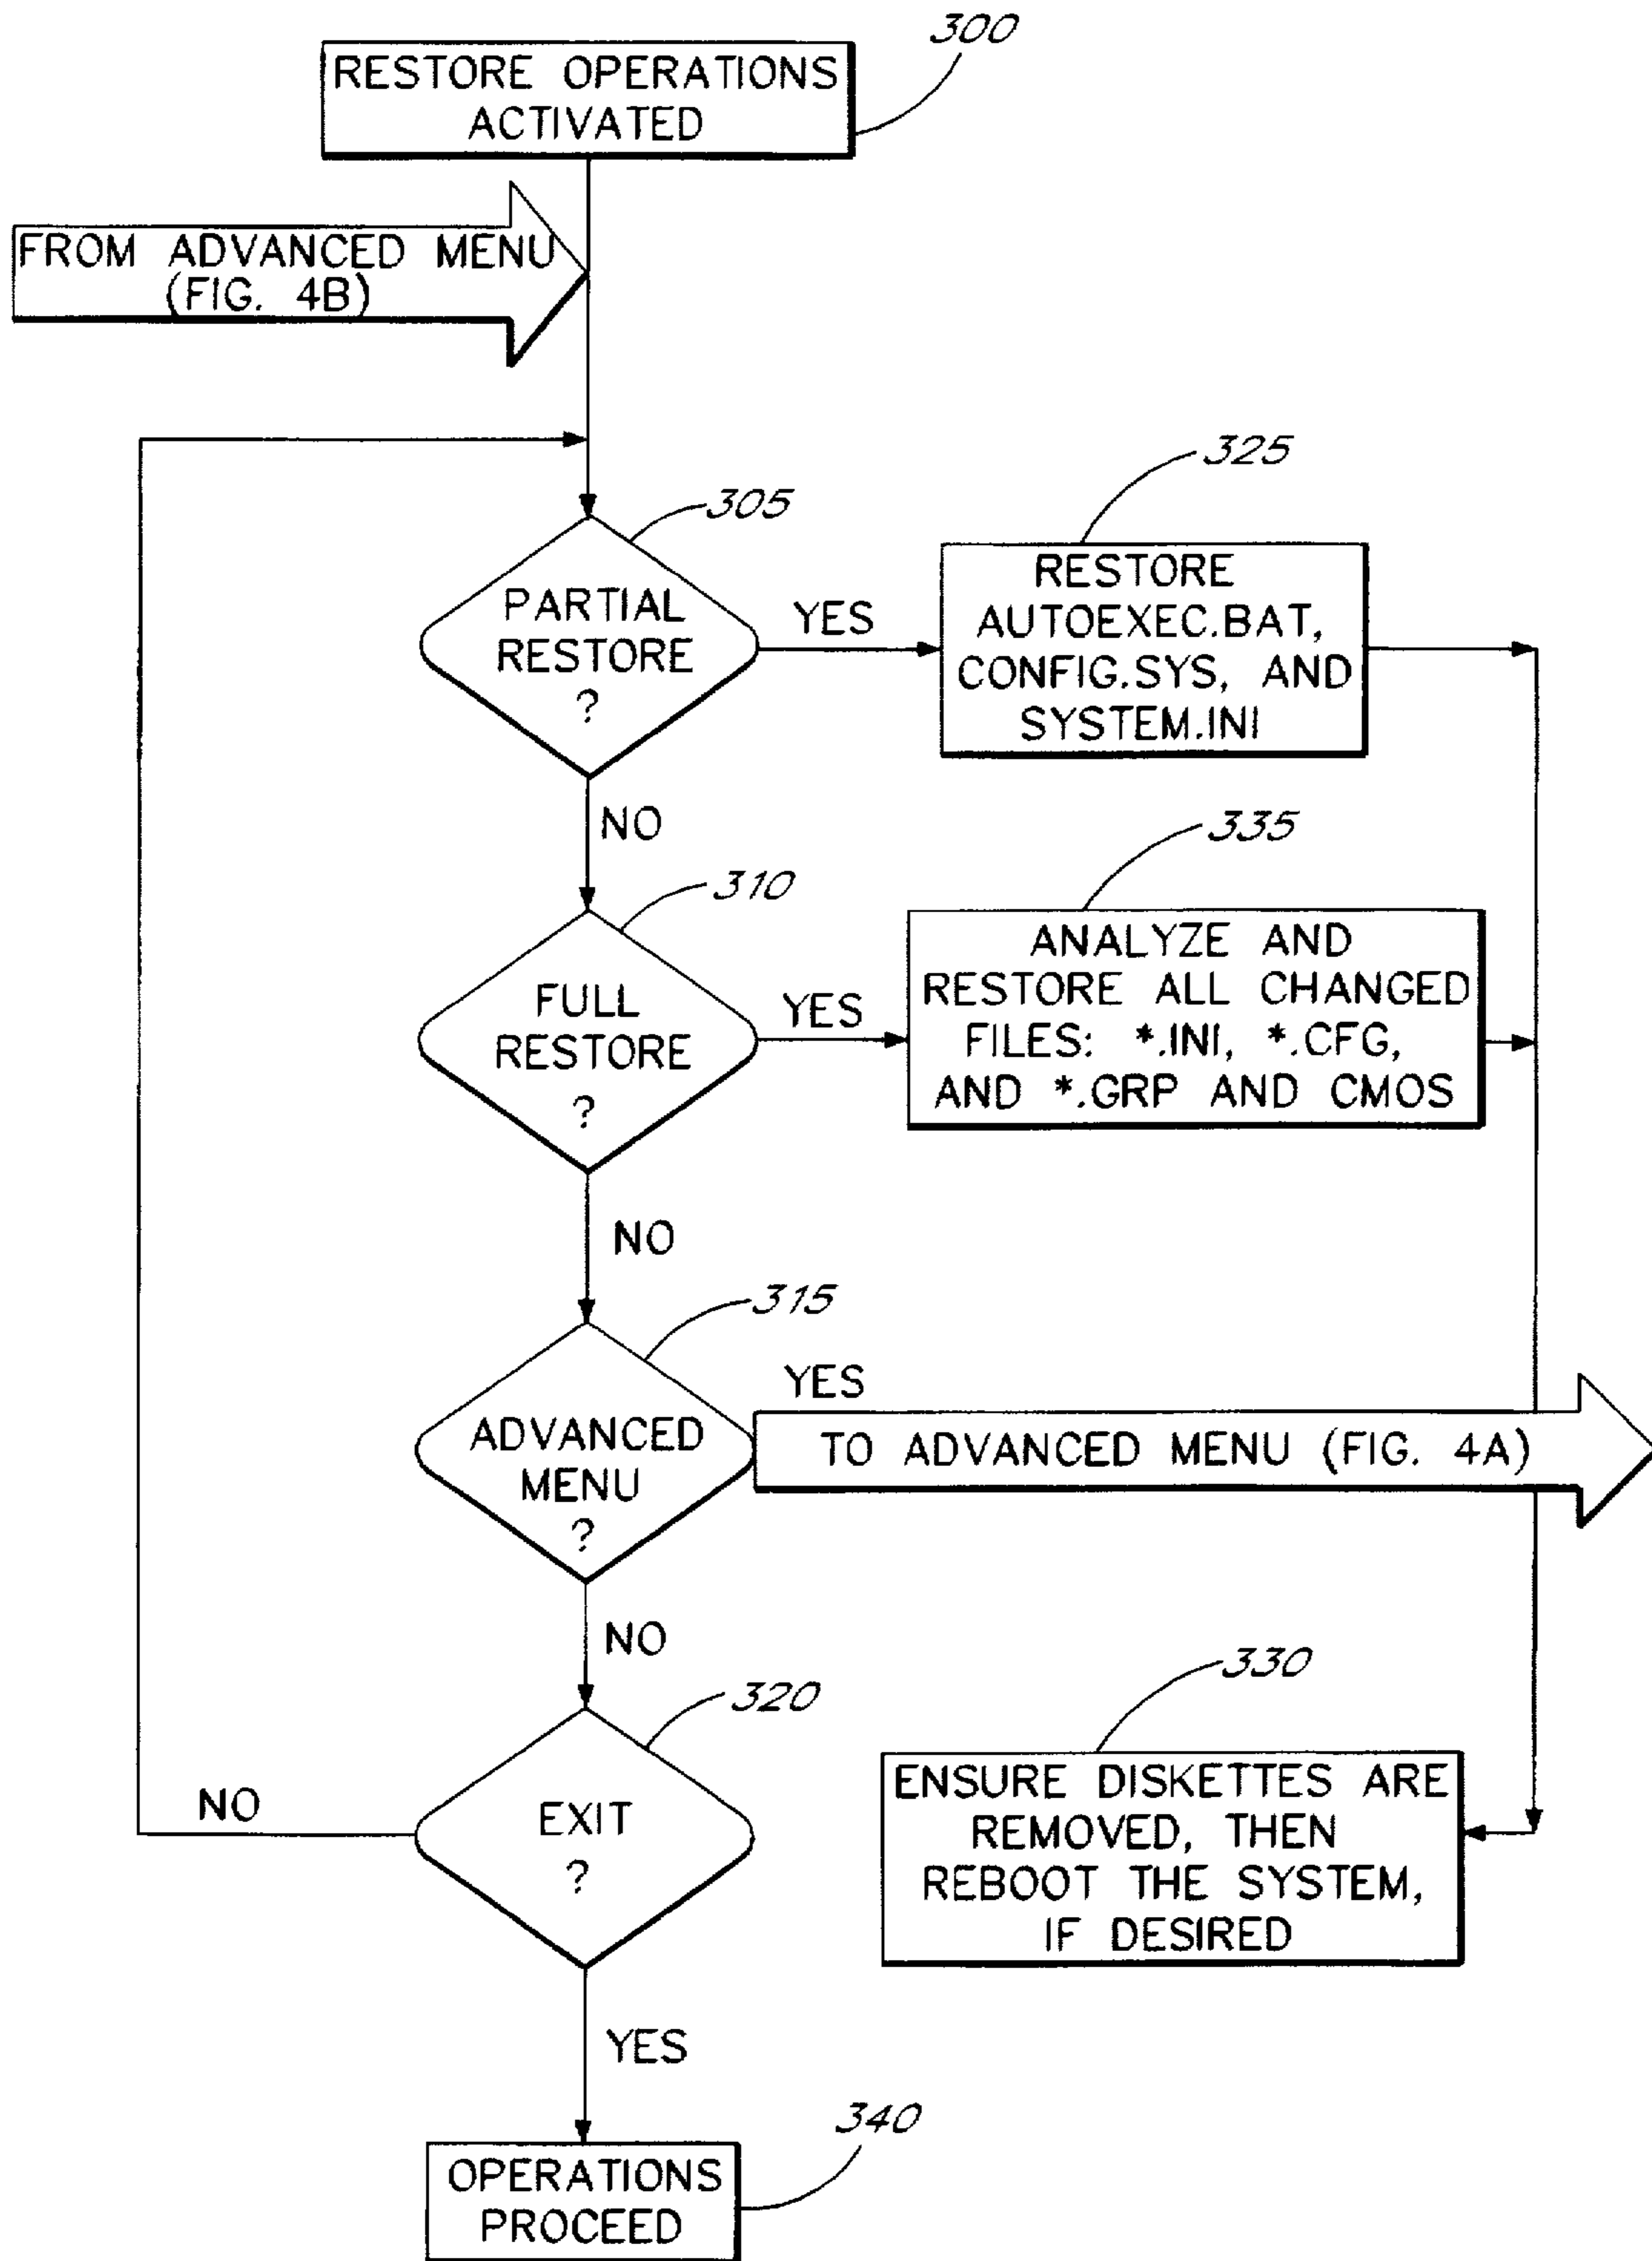 300
RESTORE OPERATIONS
ACTIVATED
FROM ADVANCED MENU
(FIG. 4B)
305
PARTIAL
RESTORE
?
YES
325
RESTORE
AUTOEXEC.BAT,
CONFIG.SYS, AND
SYSTEM.INI
NO
310
FULL
RESTORE
?
YES
335
ANALYZE AND
RESTORE ALL CHANGED
FILES: *.INI, *.CFG,
AND *.GRP AND CMOS
NO
315
ADVANCED
MENU
?
YES
TO ADVANCED MENU (FIG. 4A)
NO
320
EXIT
?
NO
330
ENSURE DISKETTES ARE
REMOVED, THEN
REBOOT THE SYSTEM,
IF DESIRED
YES
340
OPERATIONS
PROCEED